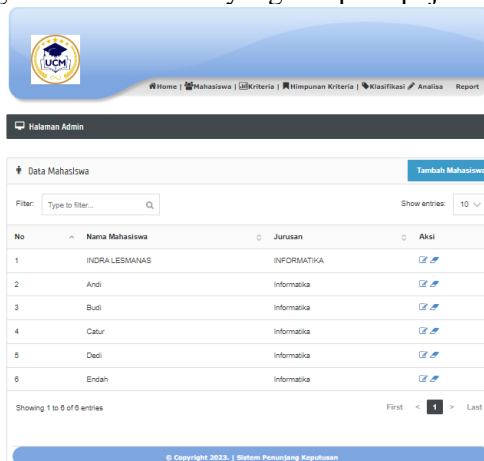 UCM
Home | Mahasiswa | Kriteria | Himpunan Kriteria | Klasifikasi Analisa Report
Halaman Admin
Data MahasIswa Tambah Mahasiswa
Filter: Type to filter... Show entries: 10
No Nama Mahasiswa Jurusan Aksi
1 INDRA LESMANAS INFORMATIKA
2 Andi Informatika
3 Budi Informatika
4 Catur Informatika
5 Dedi Informatika
6 Endah Informatika
Showing 1 to 6 of 6 entries First < 1 > Last
© Copyright 2023. | Sistem Penunjang Keputusan